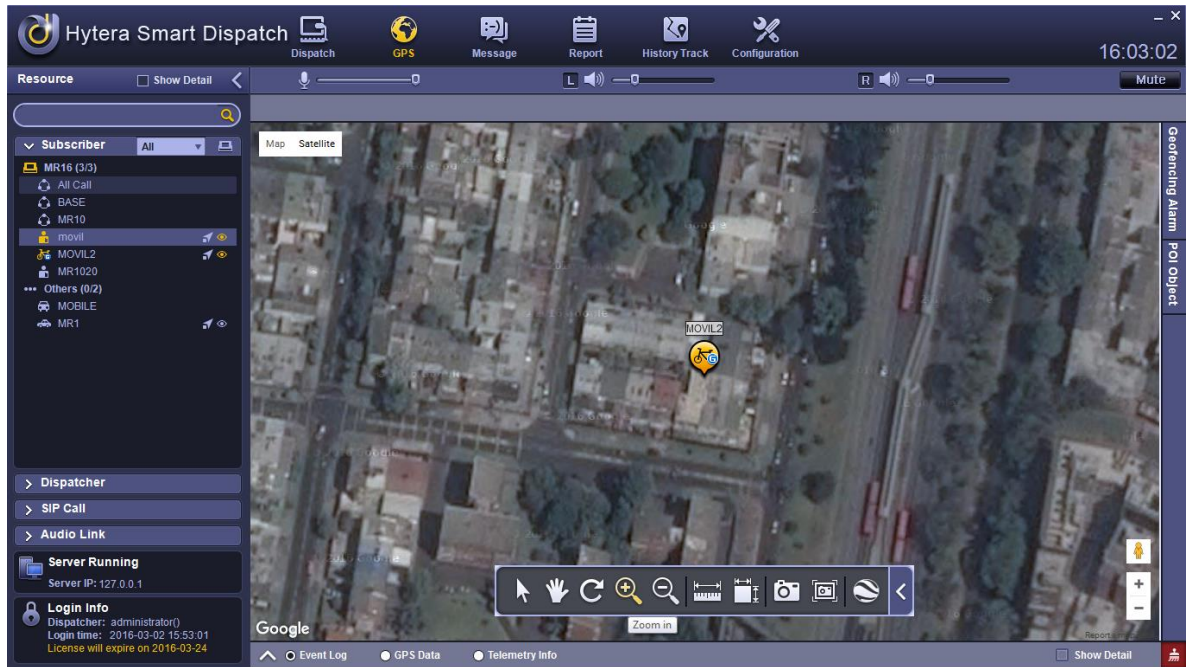 Hytera Smart Dispatch
Dispatch
GPS
Message
Report
History Track
Configuration
16:03:02
Resource
Show Detail
L
R
Mute
Subscriber
All
MR16 (3/3)
All Call
BASE
MR10
movil
MOVIL2
MR1020
Others (0/2)
MOBILE
MR1
Dispatcher
SIP Call
Audio Link
Server Running
Server IP: 127.0.0.1
Login Info
Dispatcher: administrator()
Login time: 2016-03-02 15:53:01
License will expire on 2016-03-24
Map Satellite
MOVIL2
G
Zoom in
Google
Geofencing Alarm
POI Object
Event Log
GPS Data
Telemetry Info
Show Detail